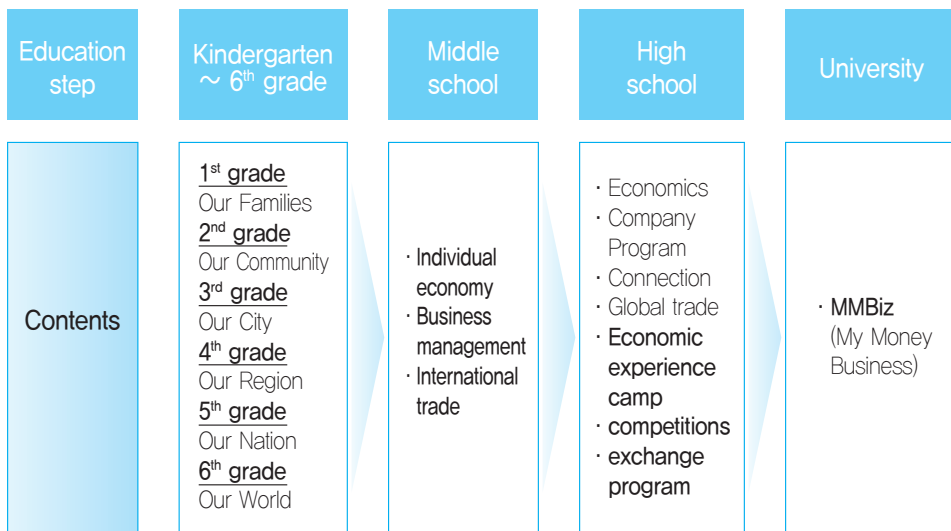 Education
step
Kindergarten
~ 6th grade
Middle
school
High
school
University
Contents
1st grade
Our Families
2nd grade
Our Community
3rd grade
Our City
4th grade
Our Region
5th grade
Our Nation
6th grade
Our World
· Individual
economy
· Business
management
· International
trade
· Economics
· Company
Program
· Connection
· Global trade
· Economic
experience
camp
· competitions
· exchange
program
· MMBiz
(My Money
Business)